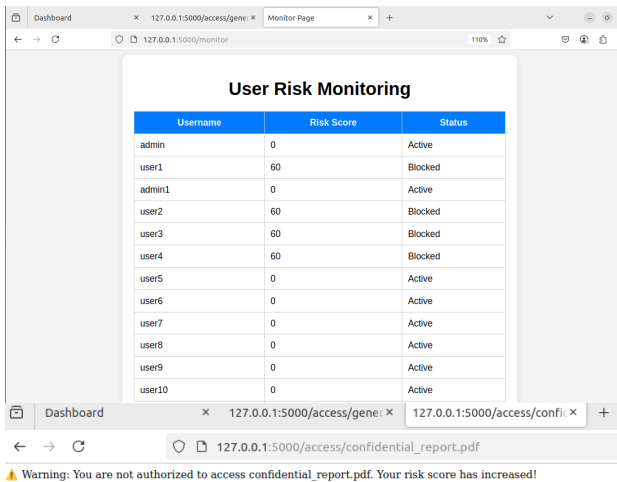 Dashboard × 127.0.0.1:5000/access/gener × Monitor Page × +
127.0.0.1:5000/monitor 110%
User Risk Monitoring
Username Risk Score Status
admin 0 Active
user1 60 Blocked
admin1 0 Active
user2 60 Blocked
user3 60 Blocked
user4 60 Blocked
user5 0 Active
user6 0 Active
user7 0 Active
user8 0 Active
user9 0 Active
user10 0 Active
Dashboard × 127.0.0.1:5000/access/gener × 127.0.0.1:5000/access/confic × +
127.0.0.1:5000/access/confidential_report.pdf
⚠ Warning: You are not authorized to access confidential_report.pdf. Your risk score has increased!